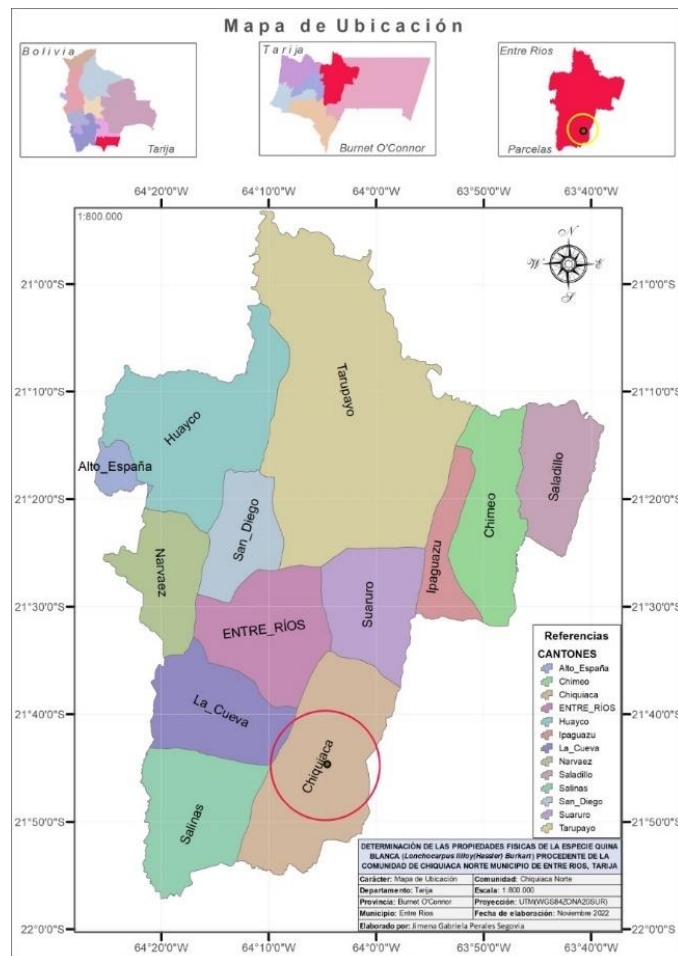 Mapa de Ubicación
Bolivia
Tarija
Tarija
Burnet O'Connor
Entre Rios
Parcelas
64°20'0"W 64°10'0"W 64°0'0"W 63°50'0"W 63°40'0"W
1:800.000
N
W E
S
21°0'0"S 21°0'0"S
Tarupayo
21°10'0"S 21°10'0"S
Huayco
Alto_España
Saladillo
Chimeo
21°20'0"S 21°20'0"S
San_Diego
Ipaguazu
Narvaez
21°30'0"S 21°30'0"S
Suaruro
ENTRE_RÍOS
La_Cueva
21°40'0"S 21°40'0"S
Chiquiaca
Salinas
21°50'0"S 21°50'0"S
22°0'0"S 22°0'0"S
Referencias
CANTONES
Alto_España
Chimeo
Chiquiaca
ENTRE_RÍOS
Huayco
Ipaguazu
La_Cueva
Narvaez
Saladillo
Salinas
San_Diego
Suaruro
Tarupayo
DETERMINACIÓN DE LAS PROPIEDADES FISICAS DE LA ESPECIE QUINA
BLANCA (Lonchocarpus lilloy(Hassler) Burkart) PROCEDENTE DE LA
COMUNIDAD DE CHIQUIACA NORTE MUNICIPIO DE ENTRE RIOS, TARIJA
Carácter: Mapa de Ubicación Comunidad: Chiquiaca Norte
Departamento: Tarija Escala: 1:800.000
Provincia: Burnet O'Connor Proyección: UTM(WGS84ZONA20SUR)
Municipio: Entre Rios Fecha de elaboración: Noviembre 2022
Elaborado por: Jimena Gabriela Perales Segovia
64°20'0"W 64°10'0"W 64°0'0"W 63°50'0"W 63°40'0"W